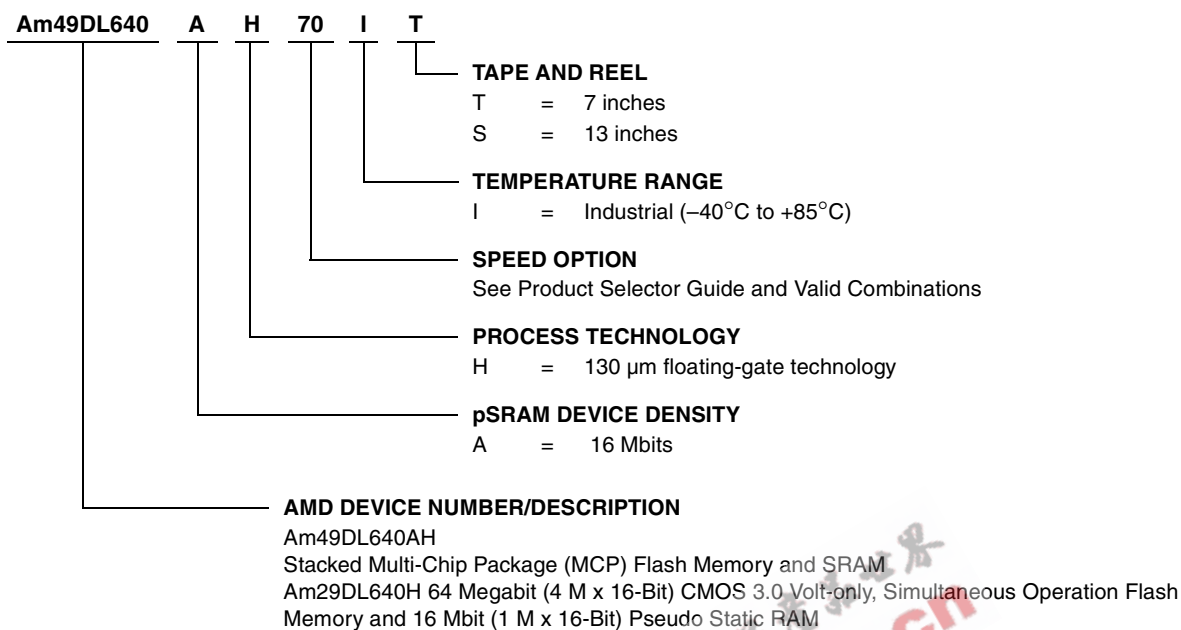 Am49DL640 A H 70 I T
TAPE AND REEL
T = 7 inches
S = 13 inches
TEMPERATURE RANGE
I = Industrial (–40°C to +85°C)
SPEED OPTION
See Product Selector Guide and Valid Combinations
PROCESS TECHNOLOGY
H = 130 µm floating-gate technology
pSRAM DEVICE DENSITY
A = 16 Mbits
AMD DEVICE NUMBER/DESCRIPTION
Am49DL640AH
Stacked Multi-Chip Package (MCP) Flash Memory and SRAM
Am29DL640H 64 Megabit (4 M x 16-Bit) CMOS 3.0 Volt-only, Simultaneous Operation Flash
Memory and 16 Mbit (1 M x 16-Bit) Pseudo Static RAM